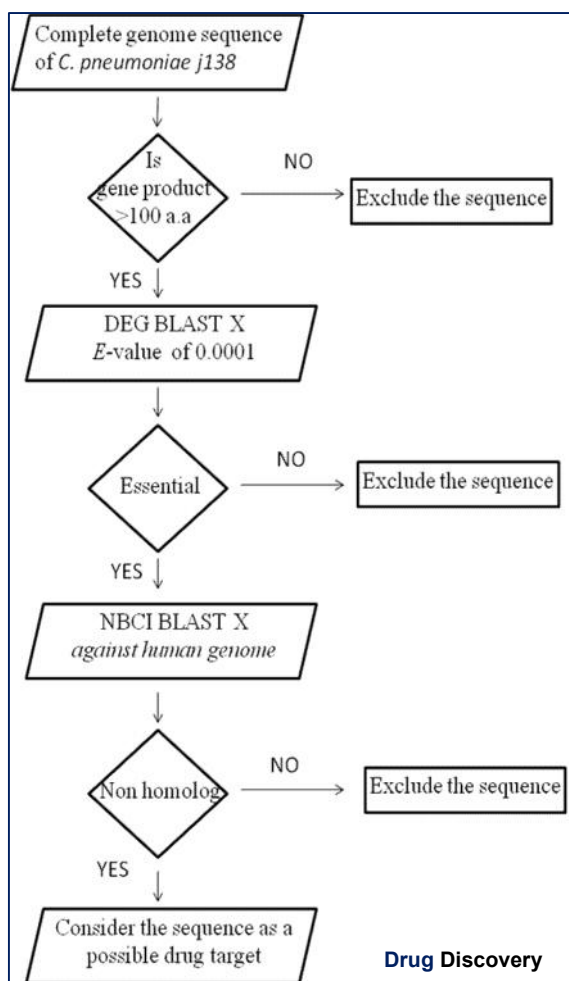 Complete genome sequence
of C. pneumoniae j138
Is
gene product
>100 a.a
NO
Exclude the sequence
YES
DEG BLAST X
E-value of 0.0001
Essential
NO
Exclude the sequence
YES
NBCI BLAST X
against human genome
Non homolog
NO
Exclude the sequence
YES
Consider the sequence as a
possible drug target
Drug Discovery